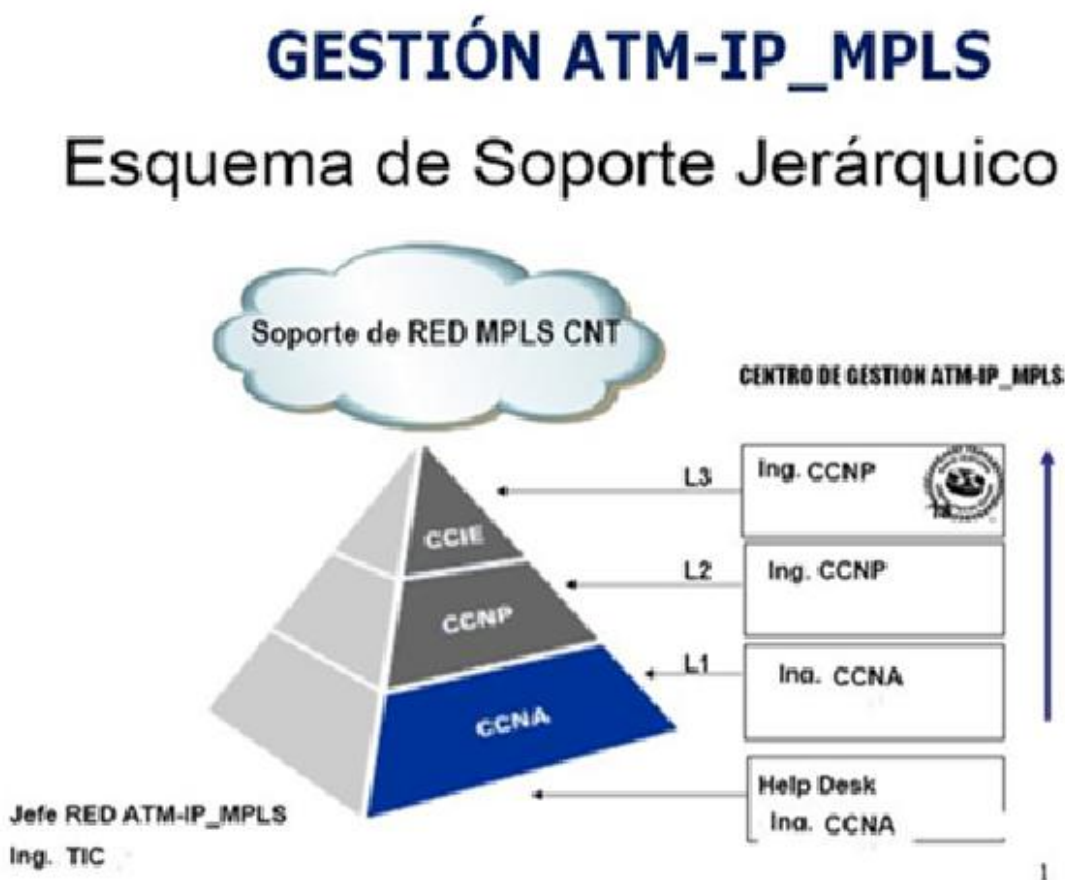 GESTIÓN ATM-IP_MPLS
Esquema de Soporte Jerárquico
Soporte de RED MPLS CNT
CENTRO DE GESTION ATM-IP_MPLS
L3
Ing. CCNP
CCIE
L2
Ing. CCNP
CCNP
L1
Ina. CCNA
CCNA
Help Desk
Ina. CCNA
Jefe RED ATM-IP_MPLS
Ing. TIC
1